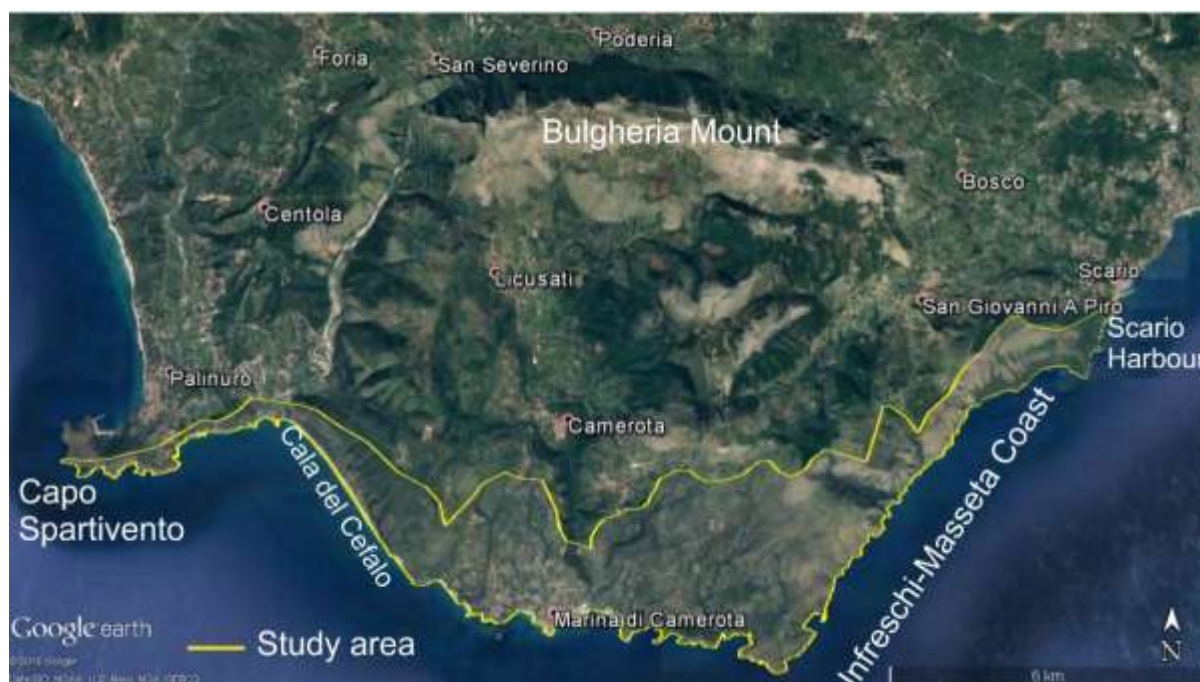 Poderia
Foria
San Severino
Bulgheria Mount
Bosco
Centola
Licusati
Scario
San Giovanni A Piro
Scario
Harbour
Palinuro
Camerota
Cala del Cefalo
Infreschi-Masseta Coast
Capo
Spartivento
Marina di Camerota
Google earth
Study area
N
6 km